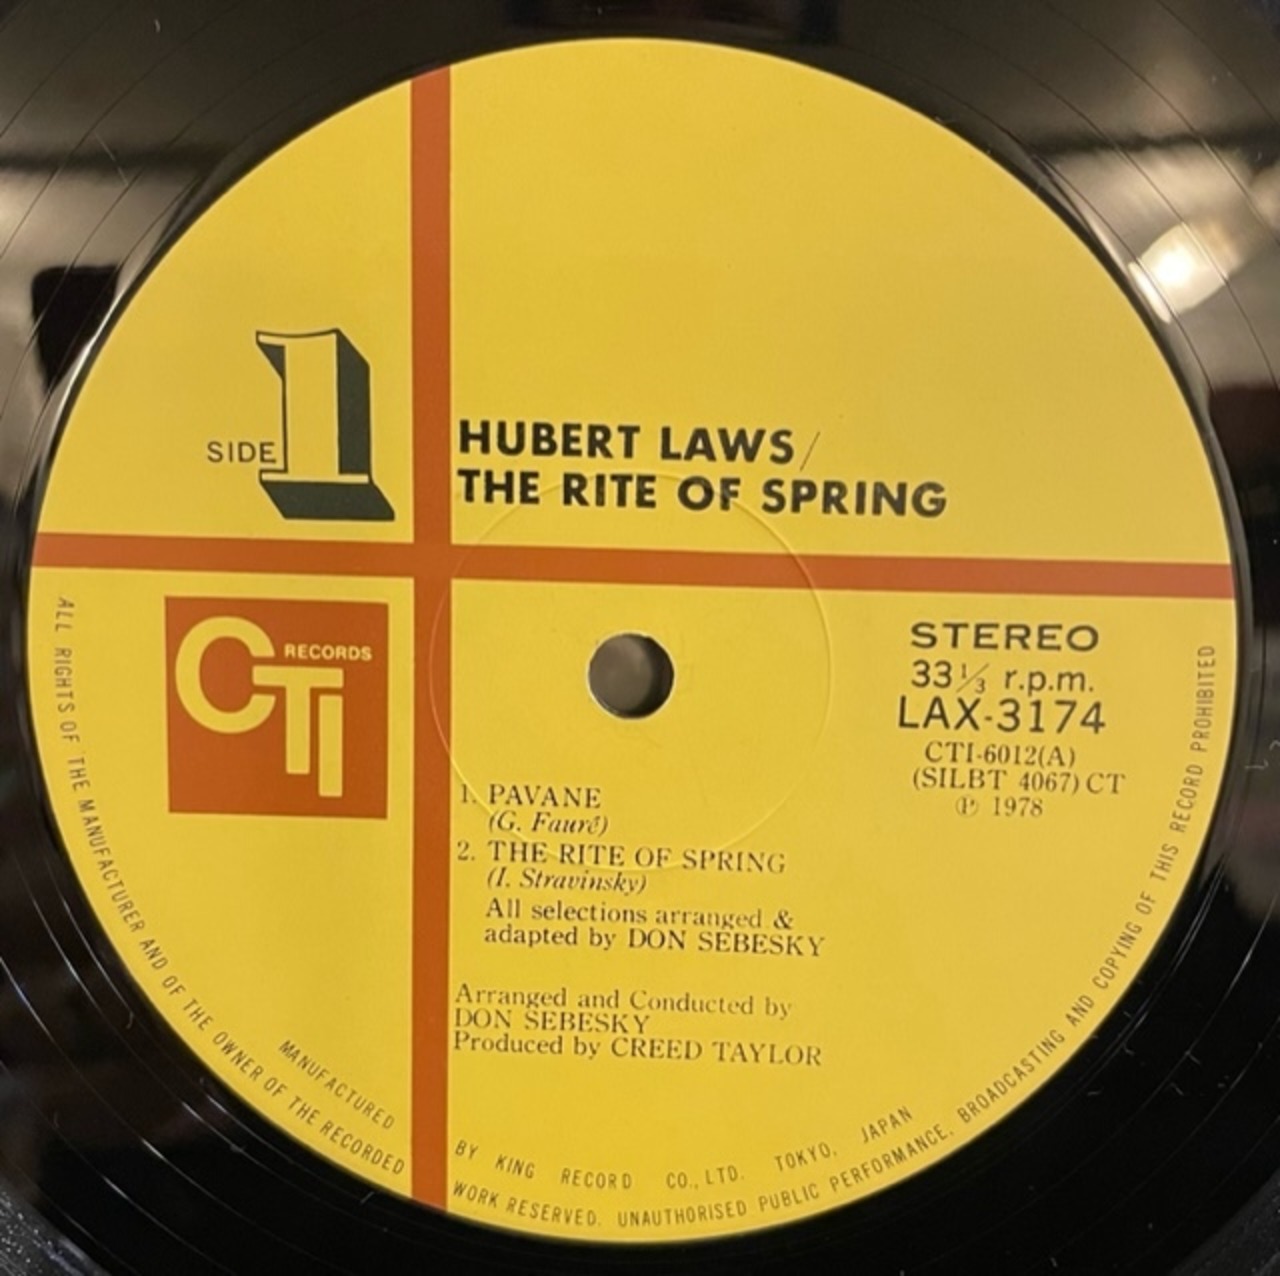 SIDE 1
HUBERT LAWS/
THE RITE OF SPRING
CTI RECORDS
STEREO
33 1/3 r.p.m.
LAX-3174
CTI-6012(A)
(SILBT 4067) CT
Ⓟ 1978
1. PAVANE
(G. Fauré)
2. THE RITE OF SPRING
(I. Stravinsky)
All selections arranged &
adapted by DON SEBESKY
Arranged and Conducted by
DON SEBESKY
Produced by CREED TAYLOR
MANUFACTURED BY KING RECORD CO., LTD. TOKYO, JAPAN
ALL RIGHTS OF THE MANUFACTURER AND OF THE OWNER OF THE RECORDED WORK RESERVED. UNAUTHORISED PUBLIC PERFORMANCE, BROADCASTING AND COPYING OF THIS RECORD PROHIBITED